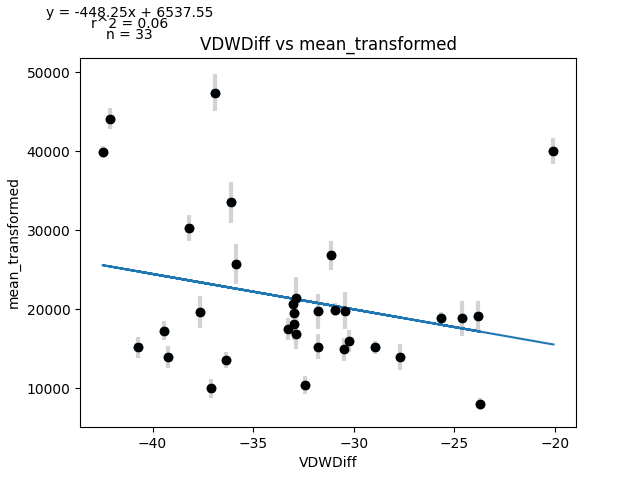 y = -448.25x + 6537.55
r^2 = 0.06
n = 33
VDWDiff vs mean_transformed
50000
40000
30000
20000
10000
mean_transformed
−40
−35
−30
−25
−20
VDWDiff